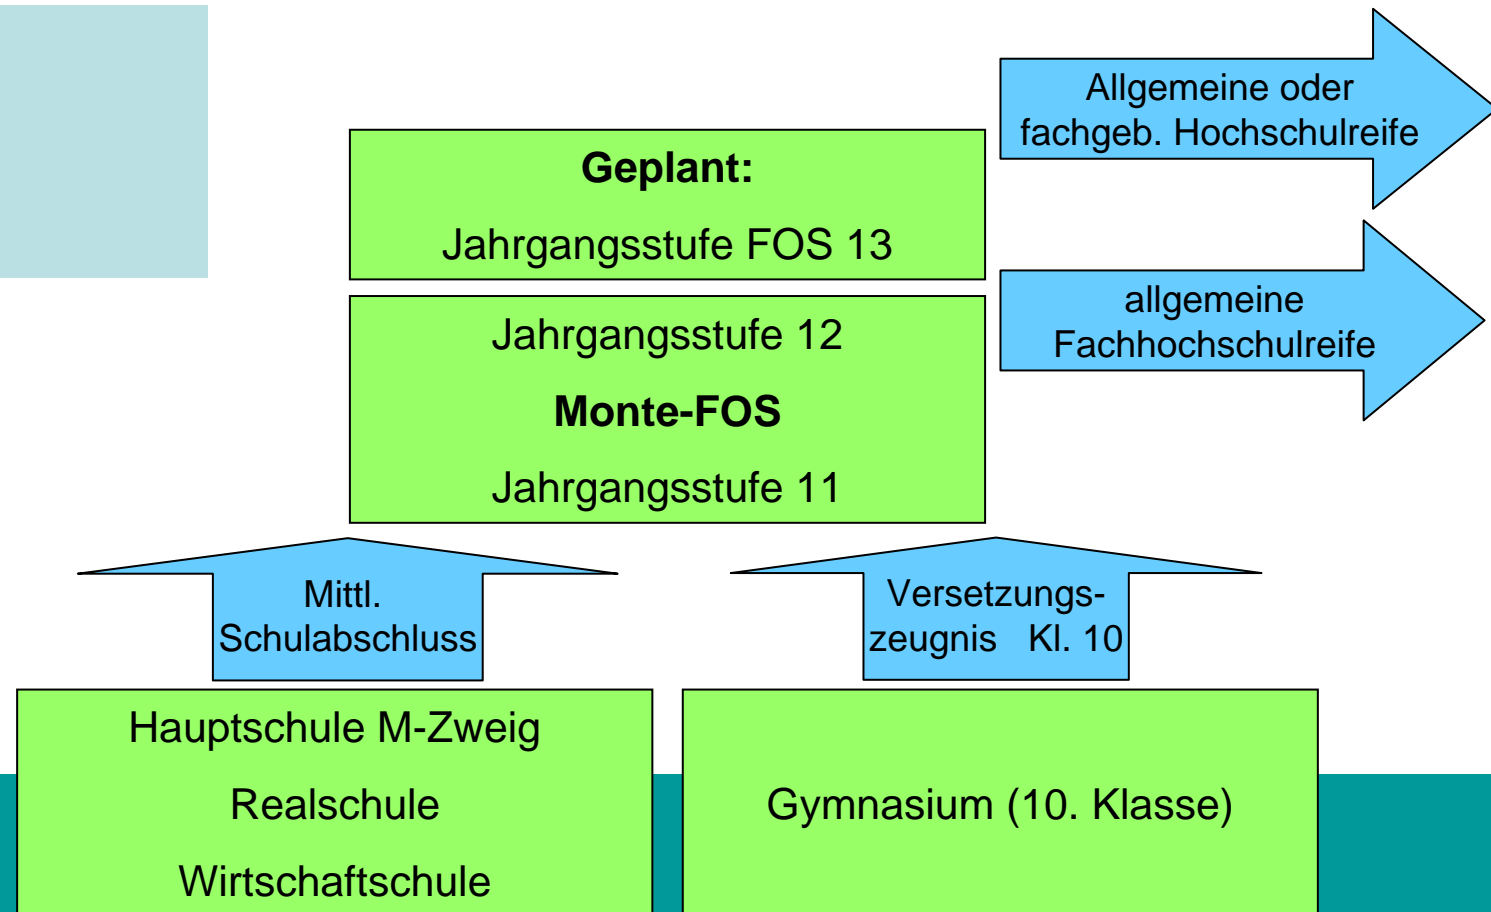 Allgemeine oder
fachgeb. Hochschulreife
Geplant:
Jahrgangsstufe FOS 13
allgemeine
Fachhochschulreife
Jahrgangsstufe 12
Monte-FOS
Jahrgangsstufe 11
Mittl.
Schulabschluss
Versetzungs-
zeugnis Kl. 10
Hauptschule M-Zweig
Realschule
Wirtschaftschule
Gymnasium (10. Klasse)